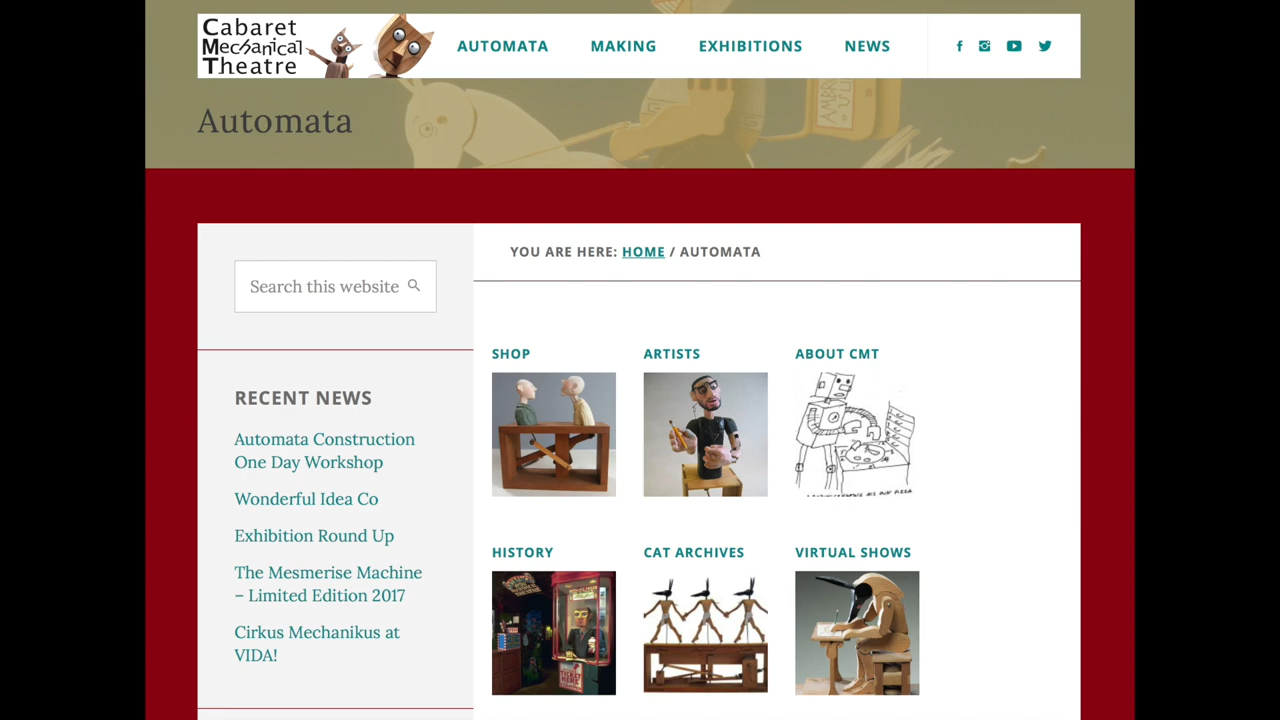 Cabaret
Mechanical
Theatre
AUTOMATA
MAKING
EXHIBITIONS
NEWS
Automata
Search this website
RECENT NEWS
Automata Construction
One Day Workshop
Wonderful Idea Co
Exhibition Round Up
The Mesmerise Machine
– Limited Edition 2017
Cirkus Mechanikus at
VIDA!
YOU ARE HERE: HOME / AUTOMATA
SHOP
ARTISTS
ABOUT CMT
HISTORY
CAT ARCHIVES
VIRTUAL SHOWS
TICKET
HERE